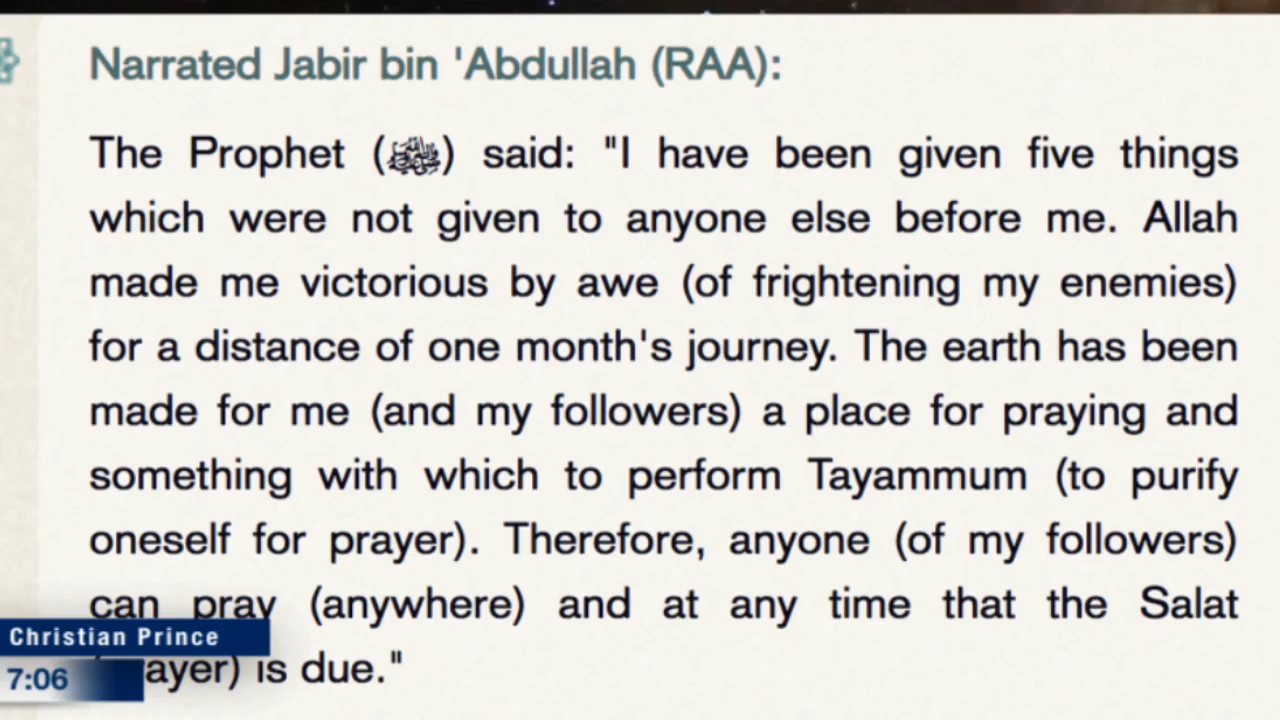 Narrated Jabir bin 'Abdullah (RAA):
The Prophet (ﷺ) said: "I have been given five things
which were not given to anyone else before me. Allah
made me victorious by awe (of frightening my enemies)
for a distance of one month's journey. The earth has been
made for me (and my followers) a place for praying and
something with which to perform Tayammum (to purify
oneself for prayer). Therefore, anyone (of my followers)
can pray (anywhere) and at any time that the Salat
is due."
Christian Prince
7:06